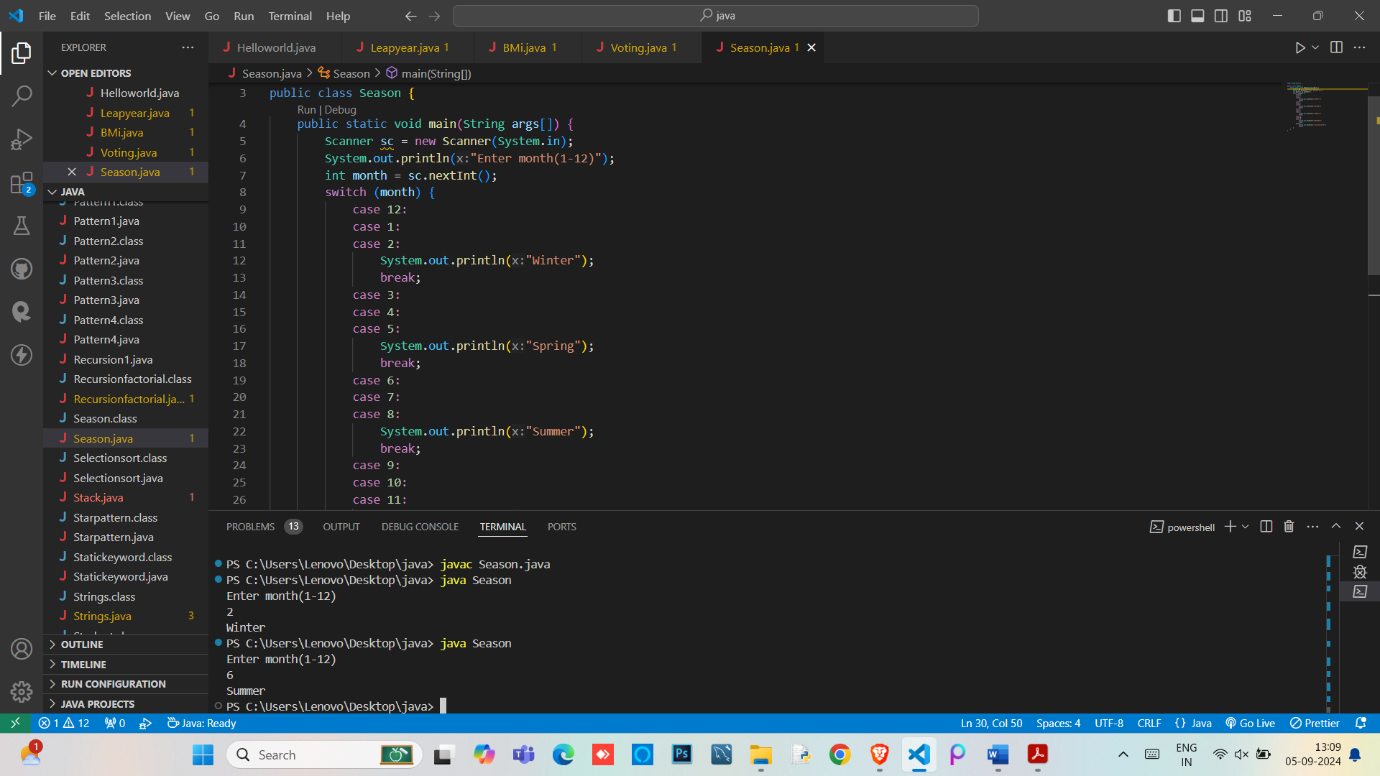 File Edit Selection View Go Run Terminal Help
java
EXPLORER
OPEN EDITORS
Helloworld.java
Leapyear.java 1
BMi.java 1
Voting.java 1
Season.java 1
JAVA
Pattern1.java
Pattern2.class
Pattern2.java
Pattern3.class
Pattern3.java
Pattern4.class
Pattern4.java
Recursion1.java
Recursionfactorial.class
Recursionfactorial.ja... 1
Season.class
Season.java 1
Selectionsort.class
Selectionsort.java
Stack.java 1
Starpattern.class
Starpattern.java
Statickeyword.class
Statickeyword.java
Strings.class
Strings.java 3
OUTLINE
TIMELINE
RUN CONFIGURATION
JAVA PROJECTS
2
Helloworld.java Leapyear.java 1 BMi.java 1 Voting.java 1 Season.java 1
Season.java > Season > main(String[])
3 public class Season {
Run | Debug
4 public static void main(String args[]) {
5 Scanner sc = new Scanner(System.in);
6 System.out.println(x:"Enter month(1-12)");
7 int month = sc.nextInt();
8 switch (month) {
9 case 12:
10 case 1:
11 case 2:
12 System.out.println(x:"Winter");
13 break;
14 case 3:
15 case 4:
16 case 5:
17 System.out.println(x:"Spring");
18 break;
19 case 6:
20 case 7:
21 case 8:
22 System.out.println(x:"Summer");
23 break;
24 case 9:
25 case 10:
26 case 11:
PROBLEMS 13 OUTPUT DEBUG CONSOLE TERMINAL PORTS
powershell
PS C:\Users\Lenovo\Desktop\java> javac Season.java
PS C:\Users\Lenovo\Desktop\java> java Season
Enter month(1-12)
2
Winter
PS C:\Users\Lenovo\Desktop\java> java Season
Enter month(1-12)
6
Summer
PS C:\Users\Lenovo\Desktop\java>
1 12 0 Java: Ready
Ln 30, Col 50 Spaces: 4 UTF-8 CRLF {} Java Go Live Prettier
1
Search
Ps
W
ENG
IN
13:09
05-09-2024